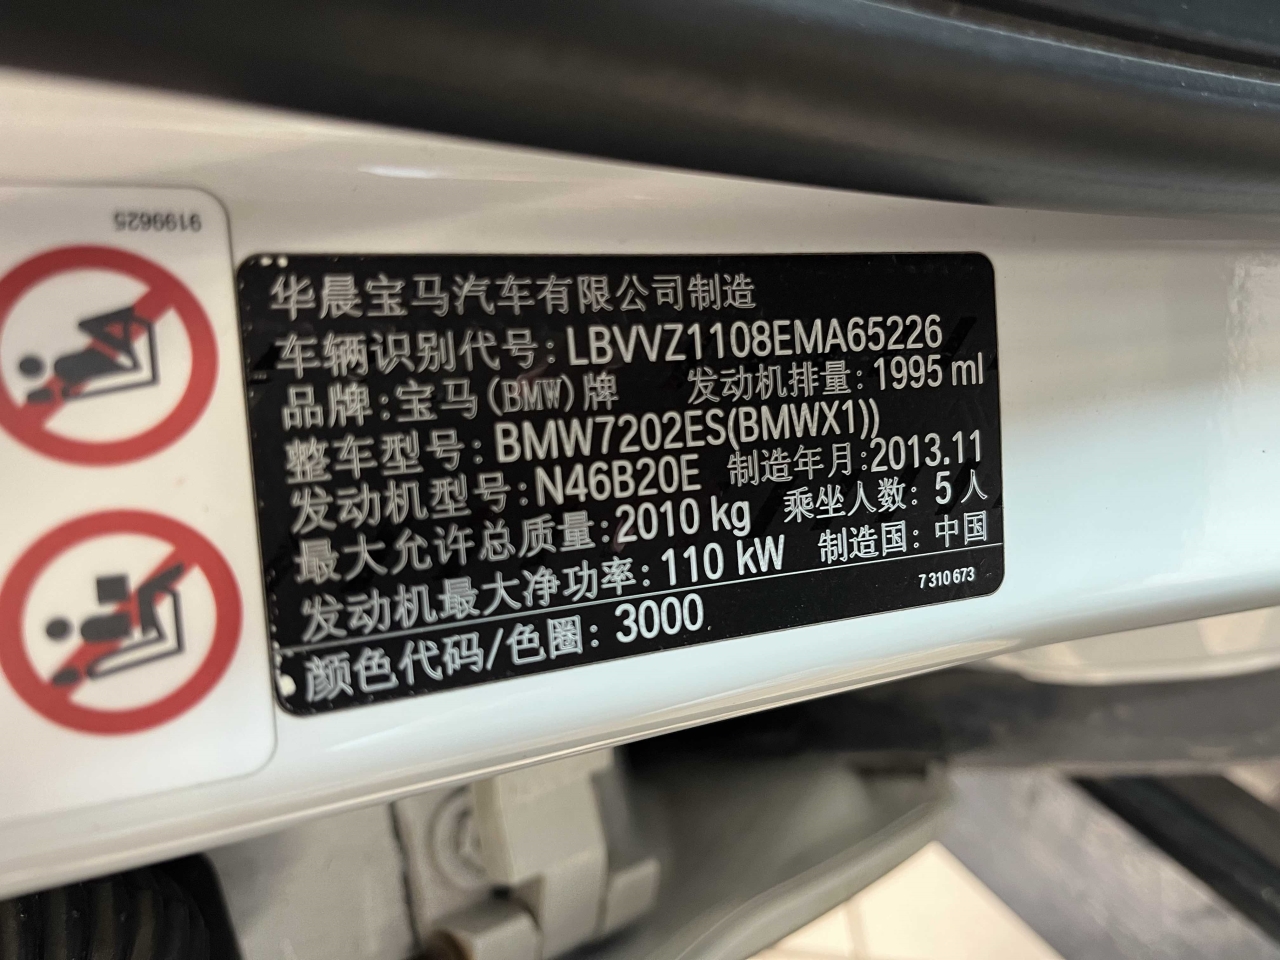 9199625
华晨宝马汽车有限公司制造
车辆识别代号: LBVVZ1108EMA65226
品牌:宝马(BMW)牌 发动机排量: 1995 ml
整车型号: BMW7202ES(BMWX1))
发动机型号: N46B20E 制造年月:2013.11
最大允许总质量:2010 kg 乘坐人数: 5人
发动机最大净功率: 110 kW 制造国: 中国
颜色代码/色圈: 3000 7 310 673